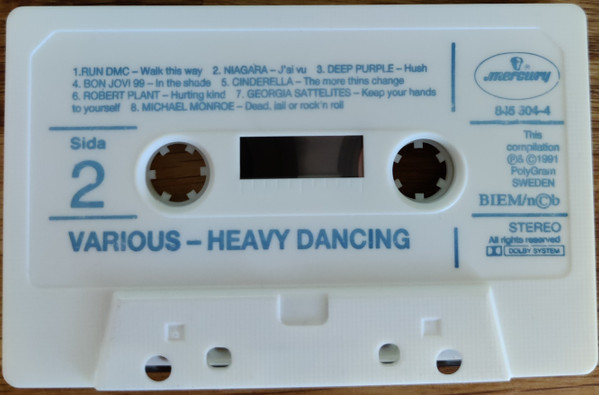 1.RUN DMC – Walk this way 2. NIAGARA – J'ai vu 3. DEEP PURPLE – Hush
4. BON JOVI 99 – In the shade 5. CINDERELLA – The more thins change
6. ROBERT PLANT – Hurting kind 7. GEORGIA SATTELITES – Keep your hands
to yourself 8. MICHAEL MONROE – Dead, jail or rock'n roll
mercury
845 304-4
Sida
2
This
compilation
℗& ©1991
PolyGram
SWEDEN
BIEM/n©b
VARIOUS – HEAVY DANCING
STEREO
All rights reserved
DOLBY SYSTEM